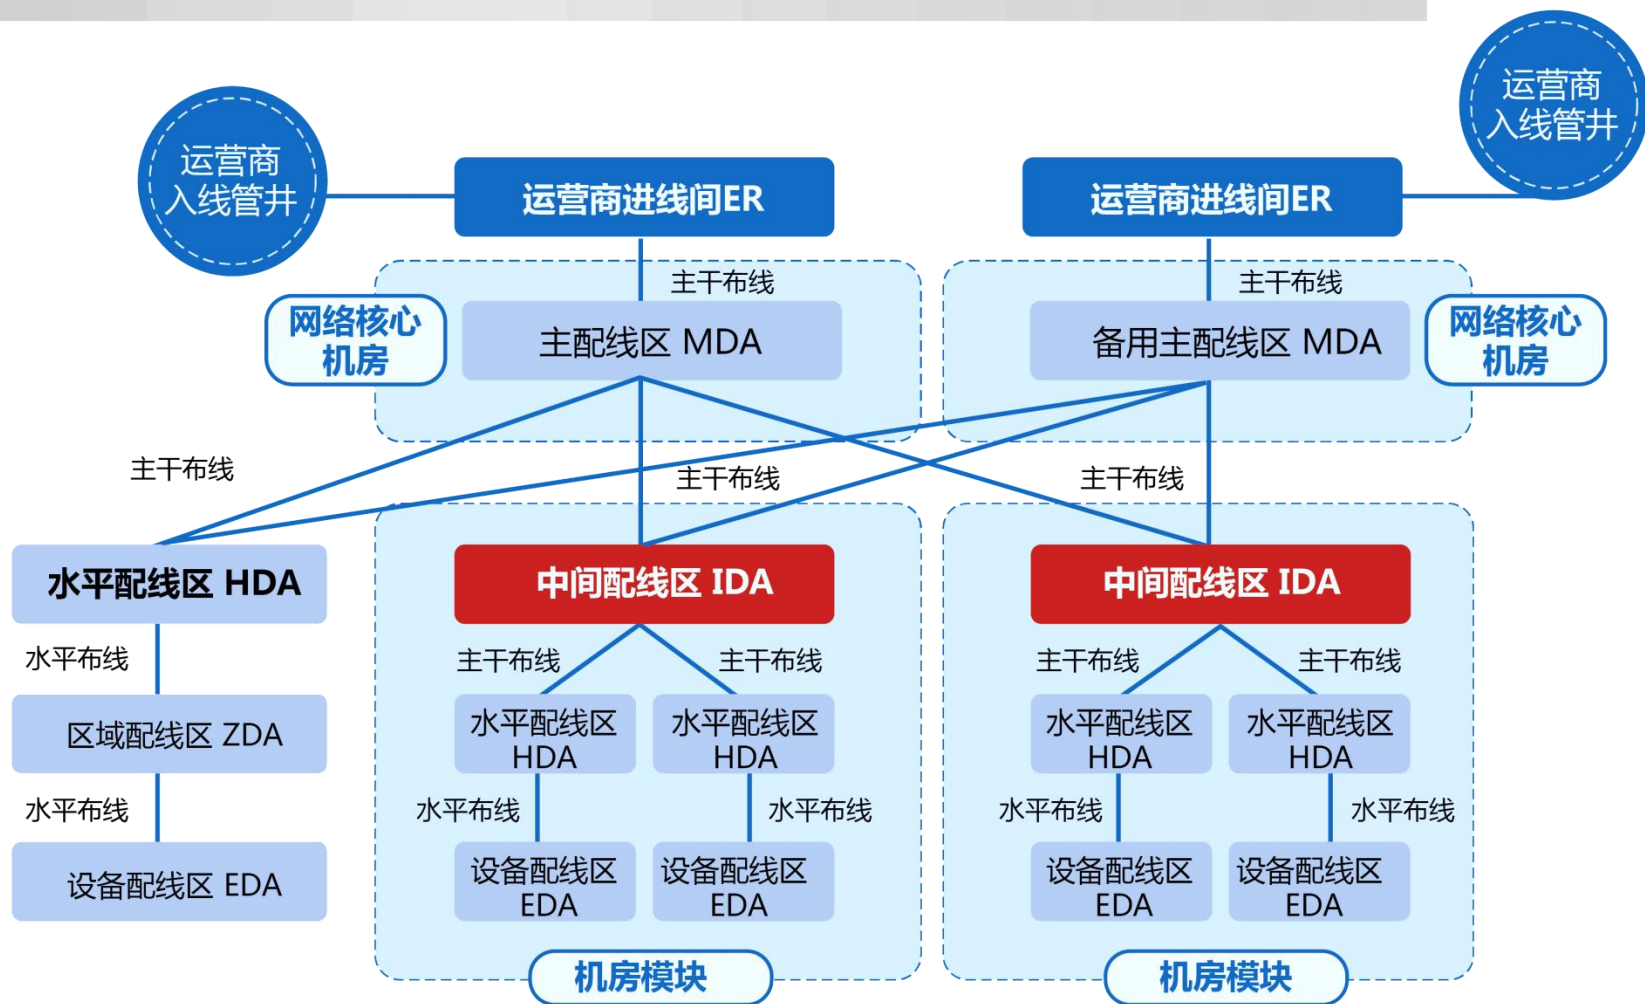 运营商
入线管井
运营商
入线管井
运营商进线间ER
运营商进线间ER
主干布线
主干布线
网络核心
机房
主配线区 MDA
备用主配线区 MDA
网络核心
机房
主干布线
主干布线
主干布线
水平配线区 HDA
中间配线区 IDA
中间配线区 IDA
水平布线
主干布线
主干布线
主干布线
主干布线
区域配线区 ZDA
水平配线区
HDA
水平配线区
HDA
水平配线区
HDA
水平配线区
HDA
水平布线
水平布线
水平布线
水平布线
水平布线
设备配线区 EDA
设备配线区
EDA
设备配线区
EDA
设备配线区
EDA
设备配线区
EDA
机房模块
机房模块